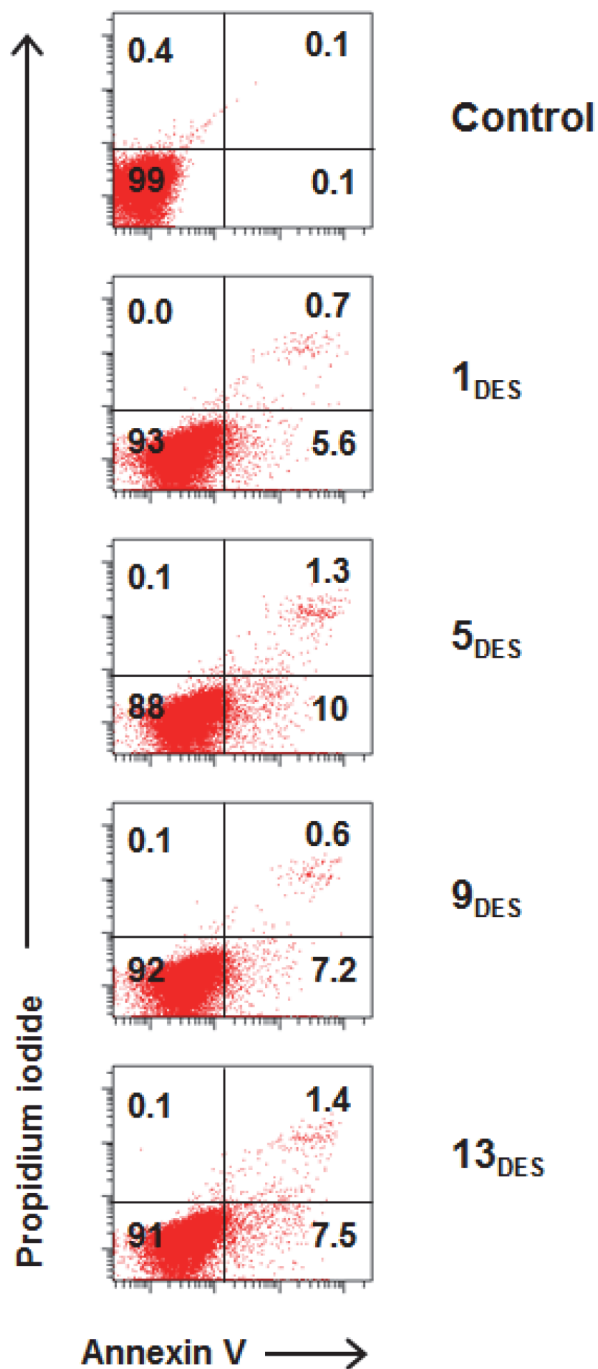 0.4 0.1
99 0.1
Control
0.0 0.7
93 5.6
1DES
0.1 1.3
88 10
5DES
0.1 0.6
92 7.2
9DES
0.1 1.4
91 7.5
13DES
Propidium iodide
Annexin V